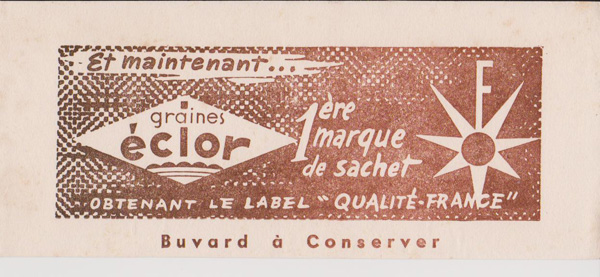 Et maintenant...
graines
éclor
1ère
marque
de sachet
F
OBTENANT LE LABEL "QUALITÉ-FRANCE"
Buvard à Conserver